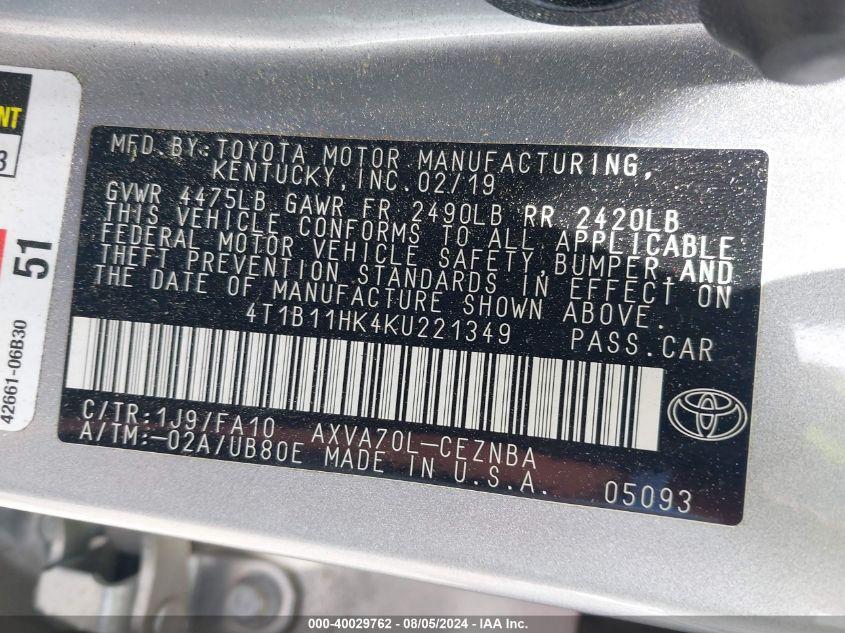 NT
3
51
42661-06B30
MFD. BY: TOYOTA MOTOR MANUFACTURING,
KENTUCKY, INC. 02/19
GVWR 4475LB GAWR FR 2490LB RR 2420LB
THIS VEHICLE CONFORMS TO ALL APPLICABLE
FEDERAL MOTOR VEHICLE SAFETY, BUMPER, AND
THEFT PREVENTION STANDARDS IN EFFECT ON
THE DATE OF MANUFACTURE SHOWN ABOVE.
4T1B11HK4KU221349 PASS.CAR
C/TR:1J9/FA10 AXVA70L-CEZNBA
A/TM:-02A/UB80E MADE IN U.S.A. 05093
000-40029762 - 08/05/2024 - IAA Inc.